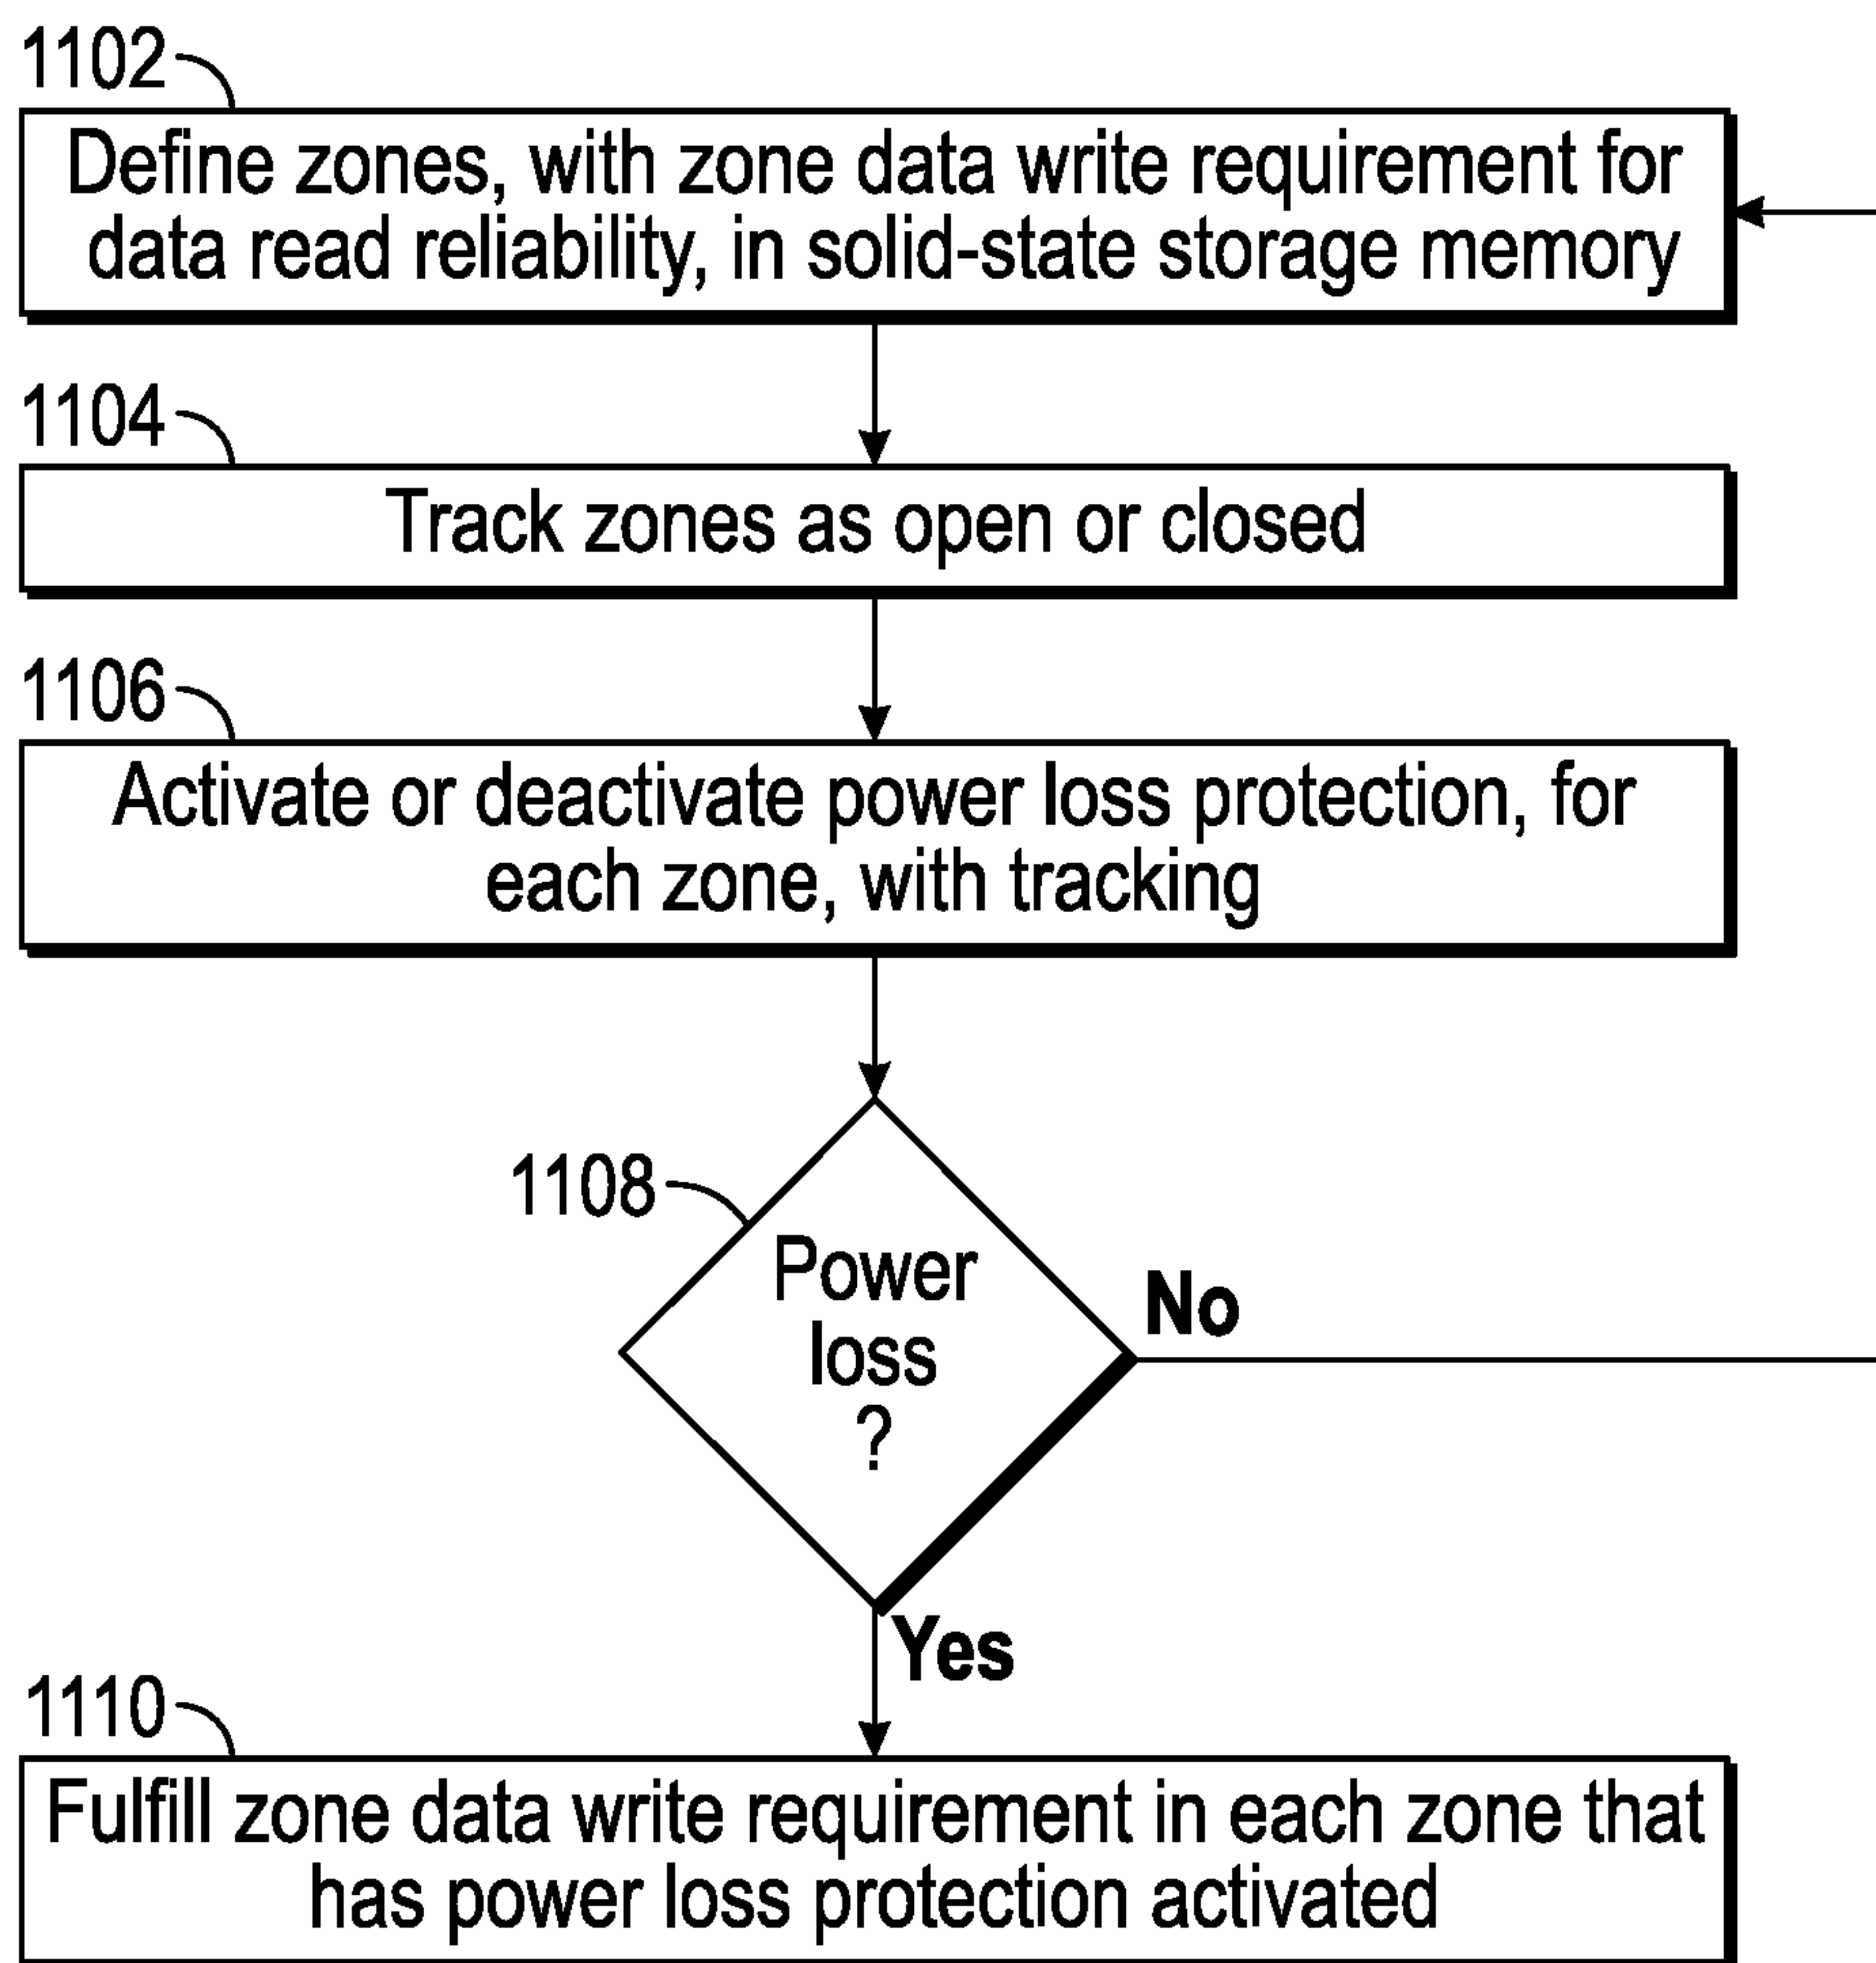 1102
Define zones, with zone data write requirement for
data read reliability, in solid-state storage memory
1104
Track zones as open or closed
1106
Activate or deactivate power loss protection, for
each zone, with tracking
1108
Power
loss
?
No
Yes
1110
Fulfill zone data write requirement in each zone that
has power loss protection activated